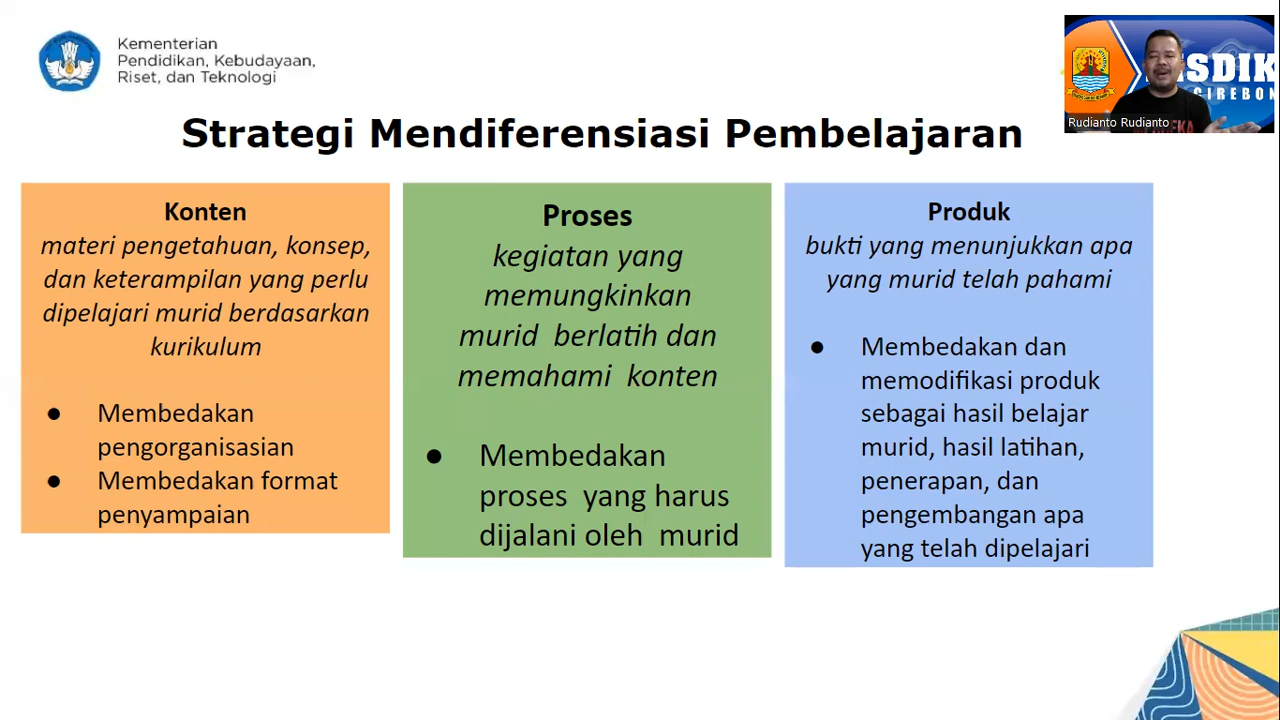 Kementerian
Pendidikan, Kebudayaan,
Riset, dan Teknologi
Rudianto Rudianto
CIREBON
Strategi Mendiferensiasi Pembelajaran
Konten
materi pengetahuan, konsep,
dan keterampilan yang perlu
dipelajari murid berdasarkan
kurikulum
● Membedakan
pengorganisasian
● Membedakan format
penyampaian
Proses
kegiatan yang
memungkinkan
murid berlatih dan
memahami konten
● Membedakan
proses yang harus
dijalani oleh murid
Produk
bukti yang menunjukkan apa
yang murid telah pahami
● Membedakan dan
memodifikasi produk
sebagai hasil belajar
murid, hasil latihan,
penerapan, dan
pengembangan apa
yang telah dipelajari